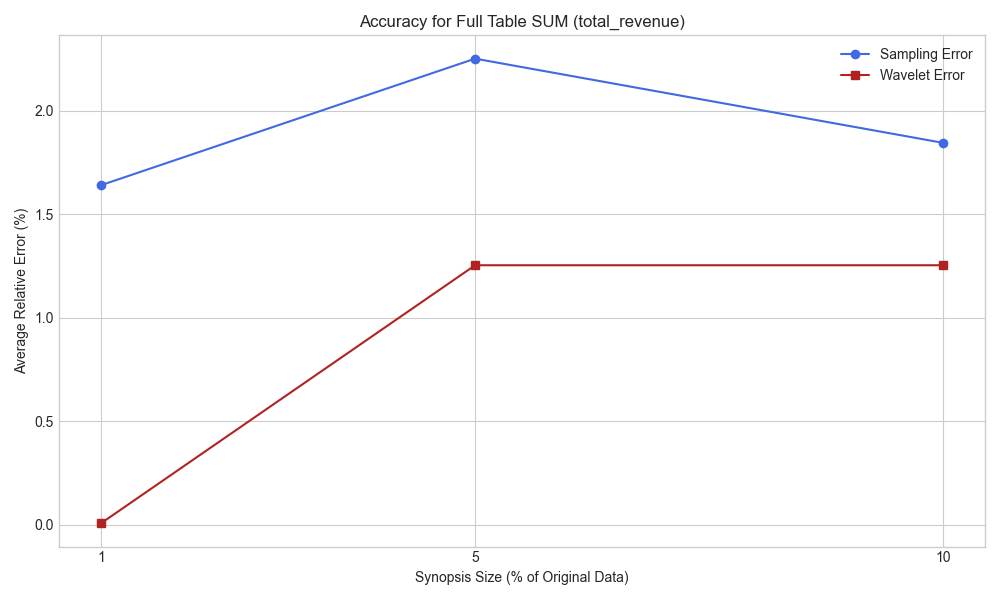 Accuracy for Full Table SUM (total_revenue)
Sampling Error
Wavelet Error
Average Relative Error (%)
2.0
1.5
1.0
0.5
0.0
1
5
10
Synopsis Size (% of Original Data)